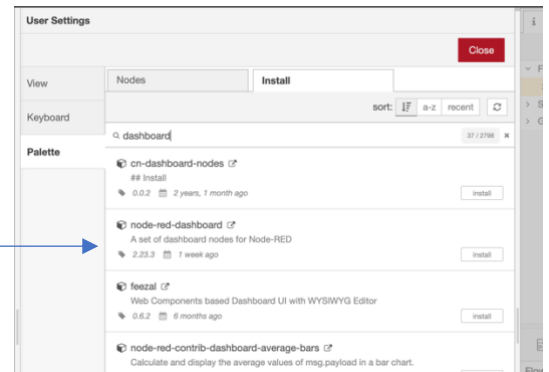 User Settings
Close
View
Keyboard
Palette
Nodes
Install
sort: a-z recent
dashboard 37 / 2798
cn-dashboard-nodes
## Install
0.0.2 2 years, 1 month ago install
node-red-dashboard
A set of dashboard nodes for Node-RED
2.23.3 1 week ago install
feezal
Web Components based Dashboard UI with WYSIWYG Editor
0.6.2 6 months ago install
node-red-contrib-dashboard-average-bars
Calculate and display the average values of msg.payload in a bar chart.
i
F
S
G
Flow